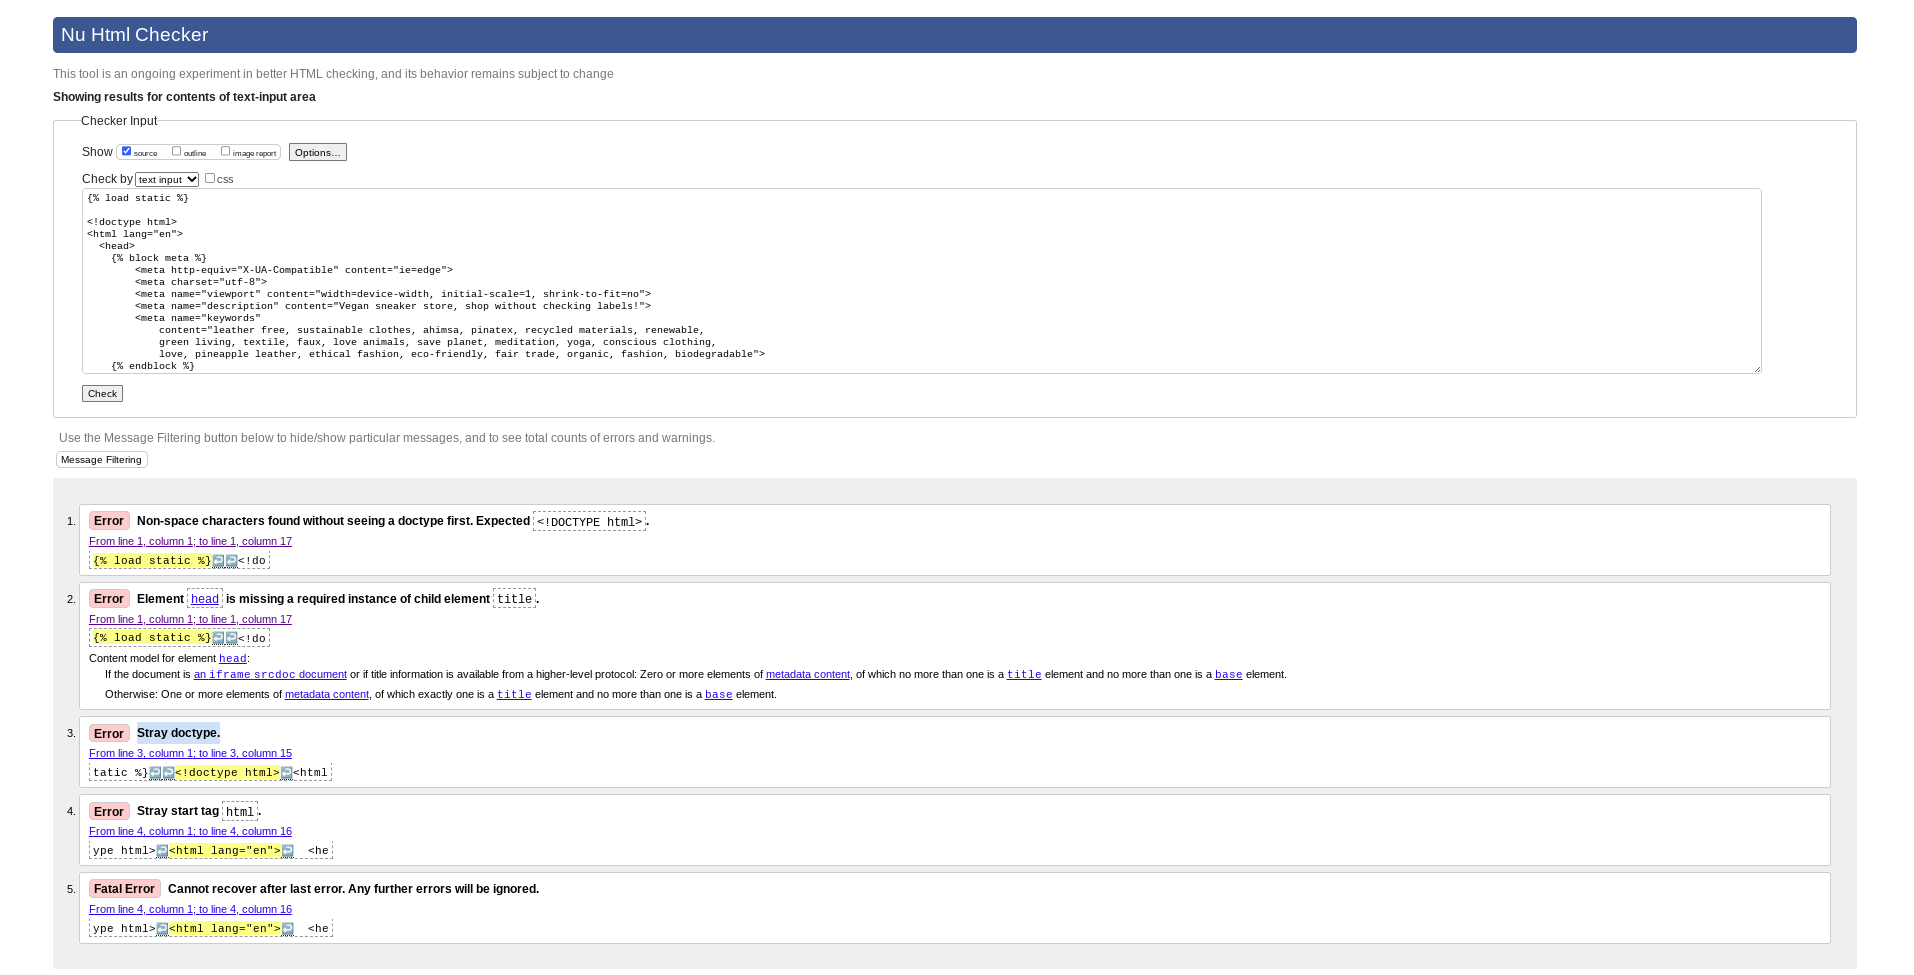 Nu Html Checker
This tool is an ongoing experiment in better HTML checking, and its behavior remains subject to change
Showing results for contents of text-input area
Checker Input
Show source outline image report Options...
Check by text input css
{% load static %}
<!doctype html>
<html lang="en">
<head>
{% block meta %}
<meta http-equiv="X-UA-Compatible" content="ie=edge">
<meta charset="utf-8">
<meta name="viewport" content="width=device-width, initial-scale=1, shrink-to-fit=no">
<meta name="description" content="Vegan sneaker store, shop without checking labels!">
<meta name="keywords"
content="leather free, sustainable clothes, ahimsa, pinatex, recycled materials, renewable,
green living, textile, faux, love animals, save planet, meditation, yoga, conscious clothing,
love, pineapple leather, ethical fashion, eco-friendly, fair trade, organic, fashion, biodegradable">
{% endblock %}
Check
Use the Message Filtering button below to hide/show particular messages, and to see total counts of errors and warnings.
Message Filtering
1. Error Non-space characters found without seeing a doctype first. Expected <!DOCTYPE html>.
From line 1, column 1; to line 1, column 17
{% load static %}↩↩<!do
2. Error Element head is missing a required instance of child element title.
From line 1, column 1; to line 1, column 17
{% load static %}↩↩<!do
Content model for element head:
If the document is an iframe srcdoc document or if title information is available from a higher-level protocol: Zero or more elements of metadata content, of which no more than one is a title element and no more than one is a base element.
Otherwise: One or more elements of metadata content, of which exactly one is a title element and no more than one is a base element.
3. Error Stray doctype.
From line 3, column 1; to line 3, column 15
tatic %}↩↩<!doctype html>↩<html
4. Error Stray start tag html.
From line 4, column 1; to line 4, column 16
ype html>↩<html lang="en">↩  <he
5. Fatal Error Cannot recover after last error. Any further errors will be ignored.
From line 4, column 1; to line 4, column 16
ype html>↩<html lang="en">↩  <he